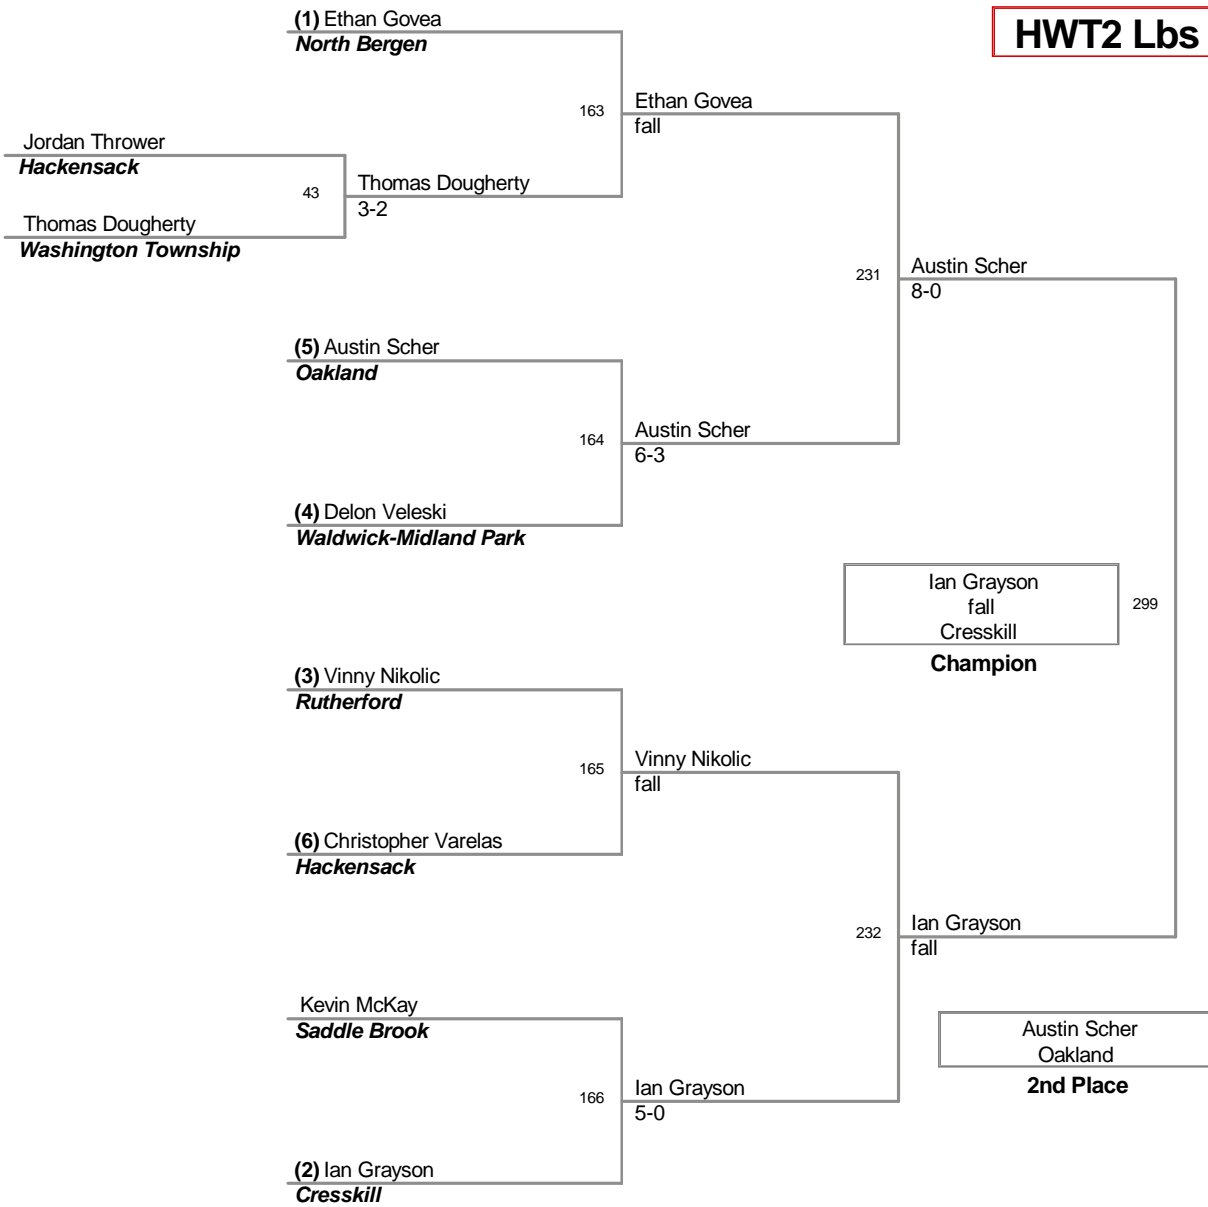 (1) Ethan Govea
North Bergen
HWT2 Lbs
163
Ethan Govea
fall
Jordan Thrower
Hackensack
43
Thomas Dougherty
3-2
Thomas Dougherty
Washington Township
231
Austin Scher
8-0
(5) Austin Scher
Oakland
164
Austin Scher
6-3
(4) Delon Veleski
Waldwick-Midland Park
Ian Grayson
fall
Cresskill
299
Champion
(3) Vinny Nikolic
Rutherford
165
Vinny Nikolic
fall
(6) Christopher Varelas
Hackensack
232
Ian Grayson
fall
Kevin McKay
Saddle Brook
Austin Scher
Oakland
2nd Place
166
Ian Grayson
5-0
(2) Ian Grayson
Cresskill